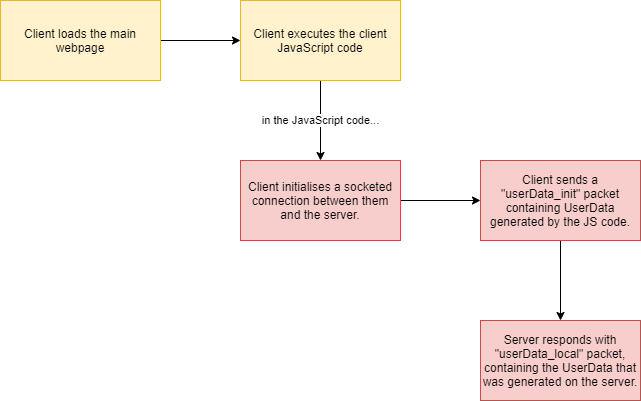 Client loads the main
webpage
Client executes the client
JavaScript code
in the JavaScript code...
Client initialises a socketed
connection between them
and the server.
Client sends a
"userData_init" packet
containing UserData
generated by the JS code.
Server responds with
"userData_local" packet,
containing the UserData that
was generated on the server.